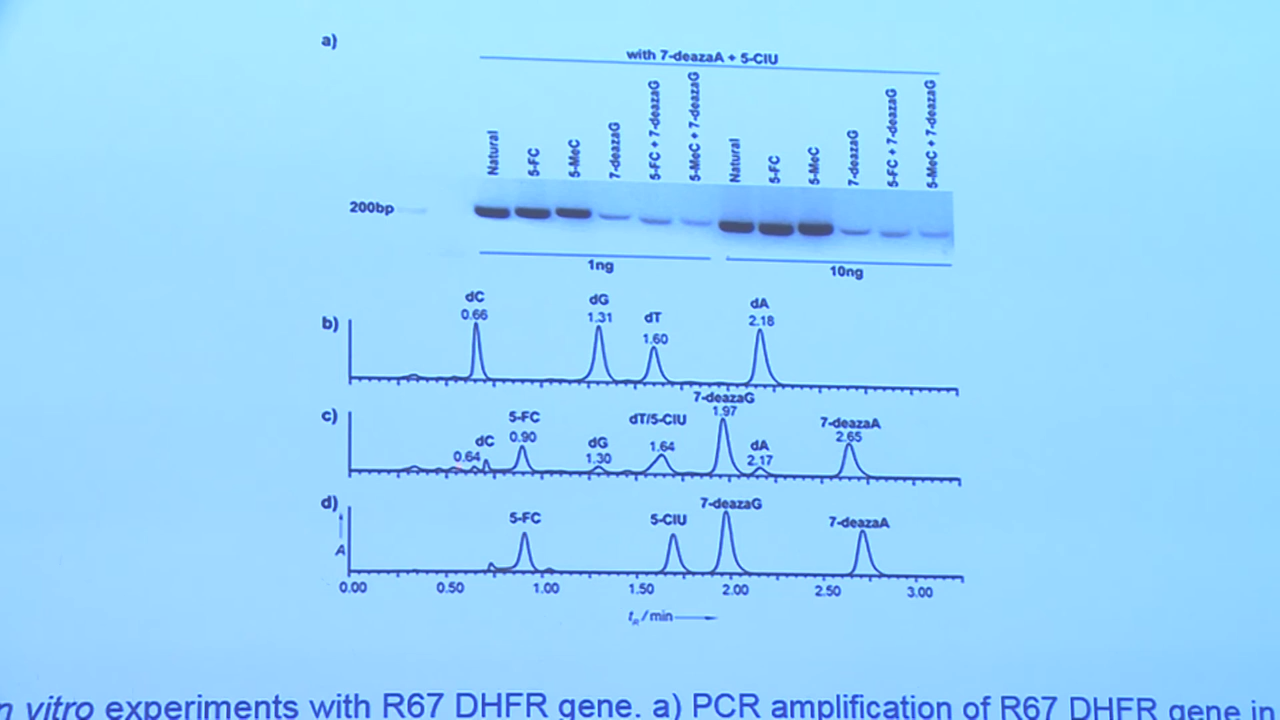 a)
with 7-deazaA + 5-ClU
Natural
5-FC
5-MeC
7-deazaG
5-FC + 7-deazaG
5-MeC + 7-deazaG
Natural
5-FC
5-MeC
7-deazaG
5-FC + 7-deazaG
5-MeC + 7-deazaG
200bp
1ng
10ng
b)
dC
0.66
dG
1.31
dT
1.60
dA
2.18
c)
dC
0.64
5-FC
0.90
dG
1.30
dT/5-ClU
1.64
7-deazaG
1.97
dA
2.17
7-deazaA
2.65
d)
A
5-FC
5-ClU
7-deazaG
7-deazaA
0.00 0.50 1.00 1.50 2.00 2.50 3.00
tR / min
n vitro experiments with R67 DHFR gene. a) PCR amplification of R67 DHFR gene in